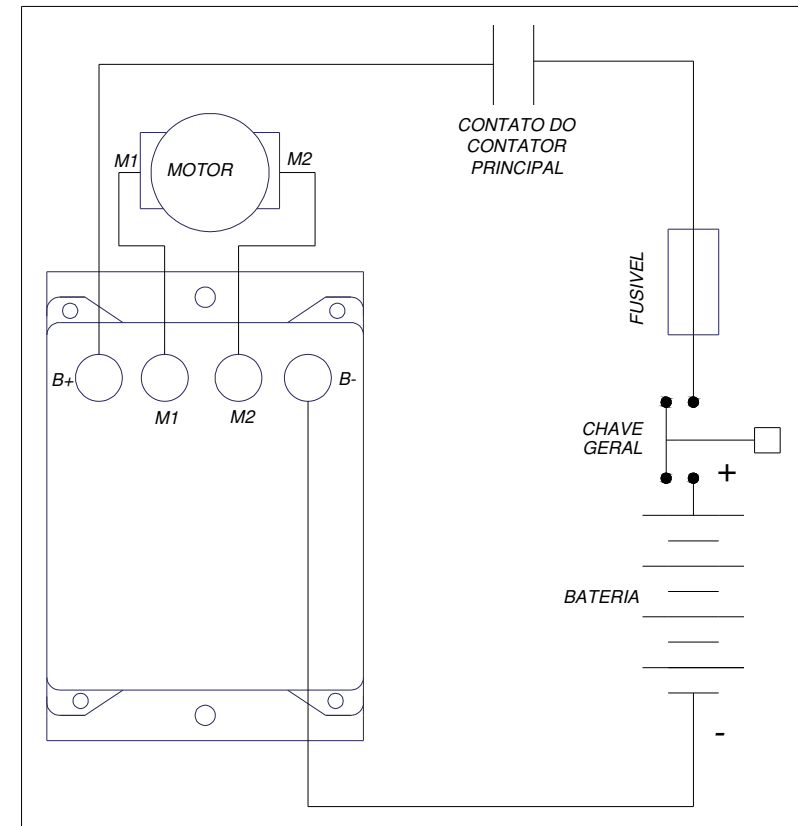 CONTATO DO
CONTATOR
PRINCIPAL
M1
MOTOR
M2
FUSIVEL
B+
M1
M2
B-
CHAVE
GERAL
+
BATERIA
-